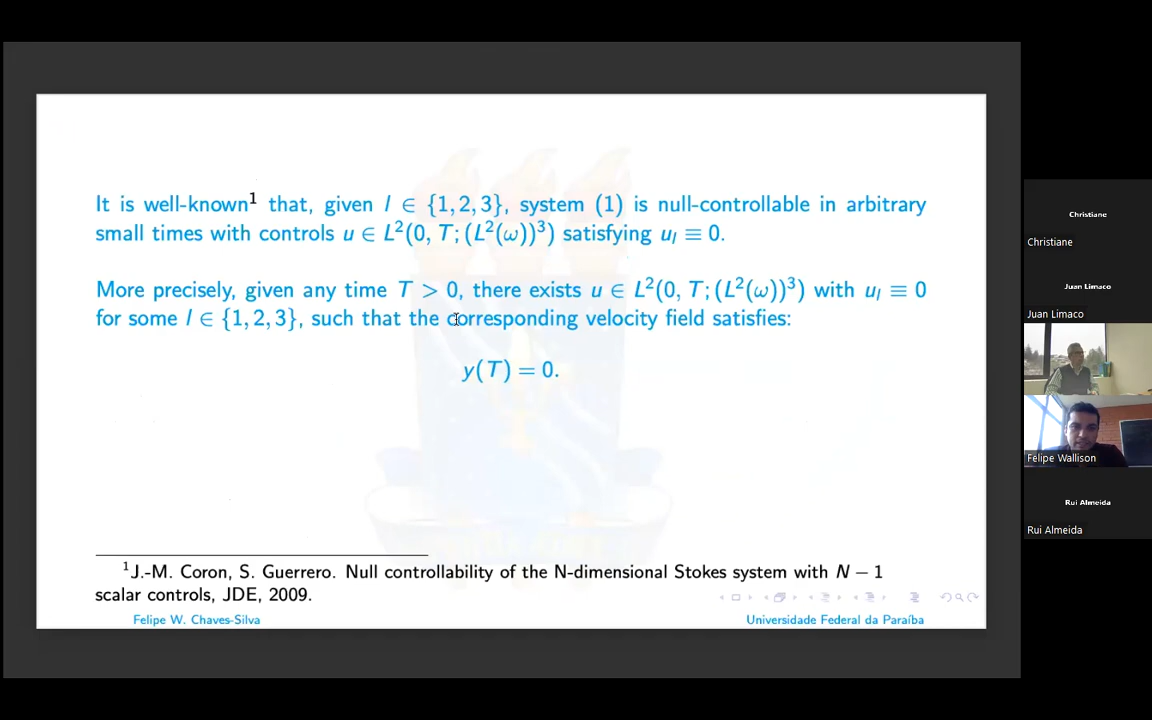 It is well-known¹ that, given l ∈ {1, 2, 3}, system (1) is null-controllable in arbitrary
small times with controls u ∈ L²(0, T; (L²(ω))³) satisfying uₗ ≡ 0.
More precisely, given any time T > 0, there exists u ∈ L²(0, T; (L²(ω))³) with uₗ ≡ 0
for some l ∈ {1, 2, 3}, such that the corresponding velocity field satisfies:
y(T) = 0.
¹J.-M. Coron, S. Guerrero. Null controllability of the N-dimensional Stokes system with N − 1
scalar controls, JDE, 2009.
Felipe W. Chaves-Silva
Universidade Federal da Paraíba
Christiane
Christiane
Juan Limaco
Juan Limaco
Felipe Wallison
Rui Almeida
Rui Almeida